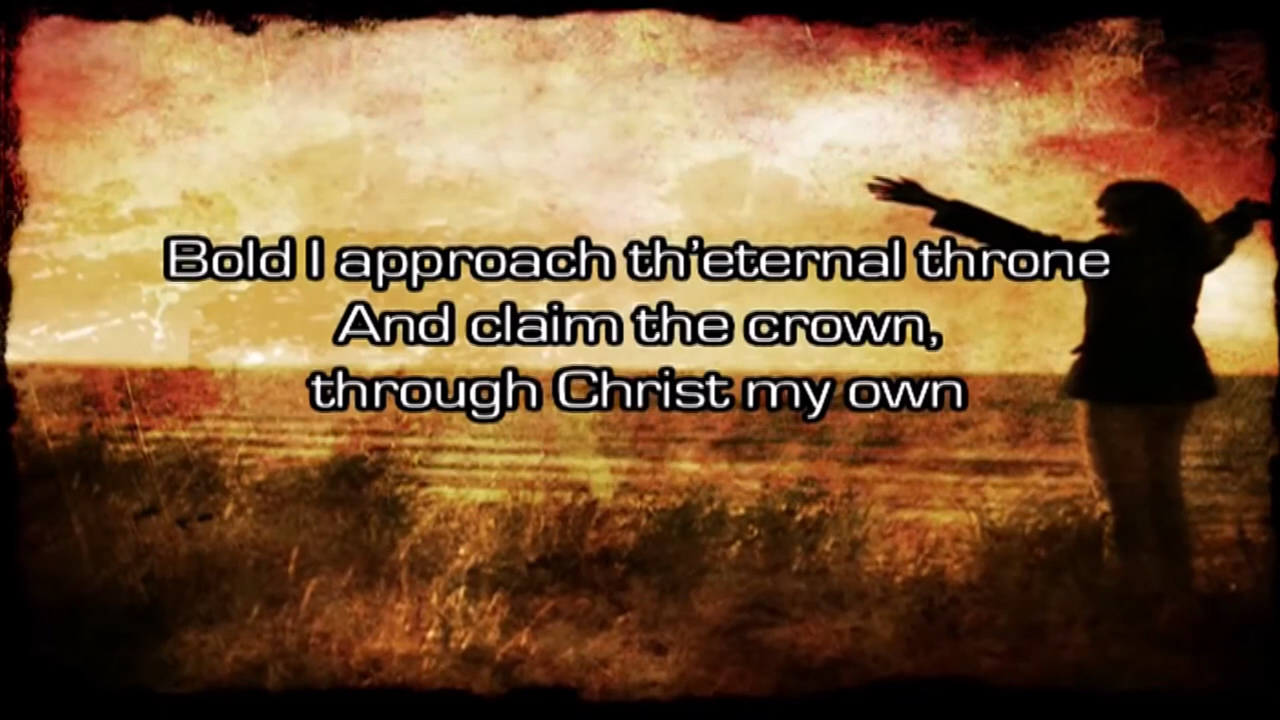 Bold I approach th'eternal throne
And claim the crown,
through Christ my own